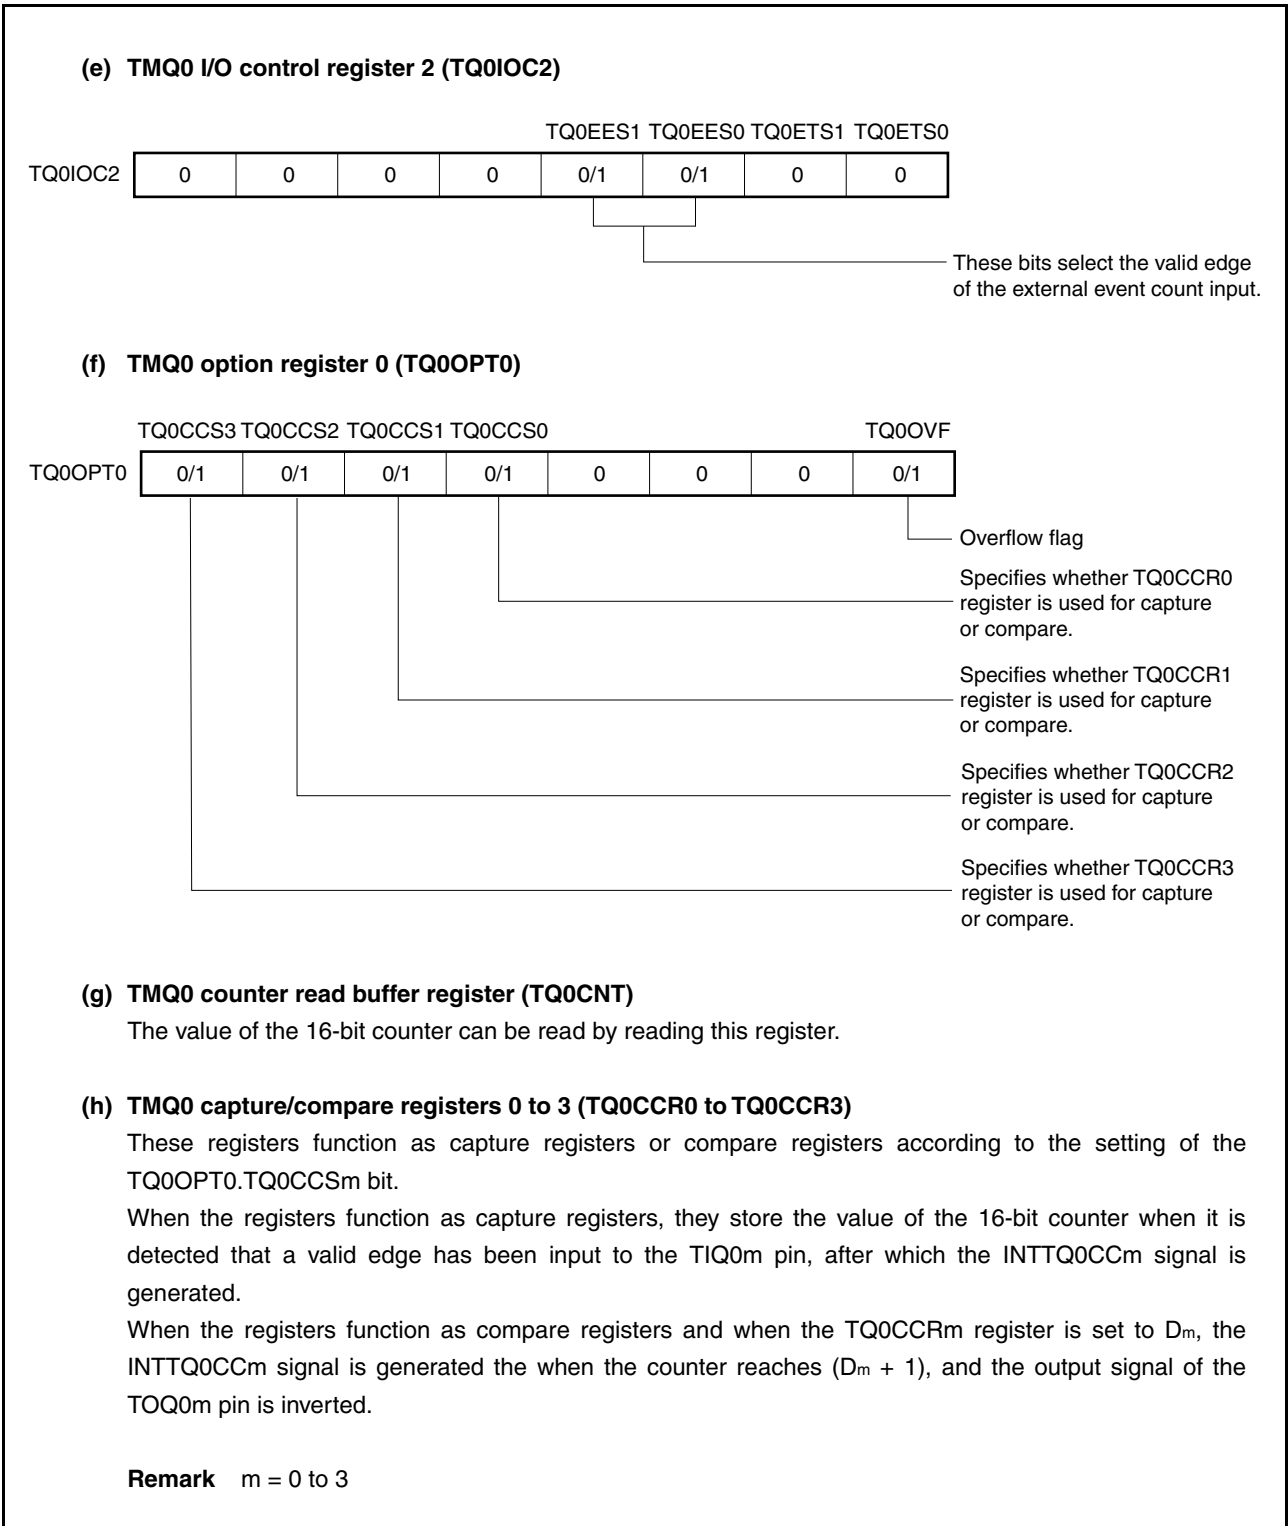 (e) TMQ0 I/O control register 2 (TQ0IOC2)
TQ0EES1 TQ0EES0 TQ0ETS1 TQ0ETS0
TQ0IOC2 0 0 0 0 0/1 0/1 0 0
These bits select the valid edge
of the external event count input.
(f) TMQ0 option register 0 (TQ0OPT0)
TQ0CCS3 TQ0CCS2 TQ0CCS1 TQ0CCS0 TQ0OVF
TQ0OPT0 0/1 0/1 0/1 0/1 0 0 0 0/1
Overflow flag
Specifies whether TQ0CCR0
register is used for capture
or compare.
Specifies whether TQ0CCR1
register is used for capture
or compare.
Specifies whether TQ0CCR2
register is used for capture
or compare.
Specifies whether TQ0CCR3
register is used for capture
or compare.
(g) TMQ0 counter read buffer register (TQ0CNT)
The value of the 16-bit counter can be read by reading this register.
(h) TMQ0 capture/compare registers 0 to 3 (TQ0CCR0 to TQ0CCR3)
These registers function as capture registers or compare registers according to the setting of the
TQ0OPT0.TQ0CCSm bit.
When the registers function as capture registers, they store the value of the 16-bit counter when it is
detected that a valid edge has been input to the TIQ0m pin, after which the INTTQ0CCm signal is
generated.
When the registers function as compare registers and when the TQ0CCRm register is set to Dm, the
INTTQ0CCm signal is generated the when the counter reaches (Dm + 1), and the output signal of the
TOQ0m pin is inverted.
Remark m = 0 to 3